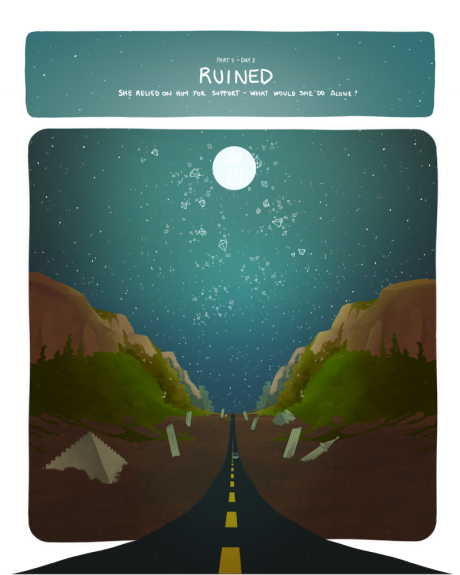 PART 5 - DAY 2
RUINED
SHE RELIED ON HIM FOR SUPPORT - WHAT WOULD SHE DO ALONE?